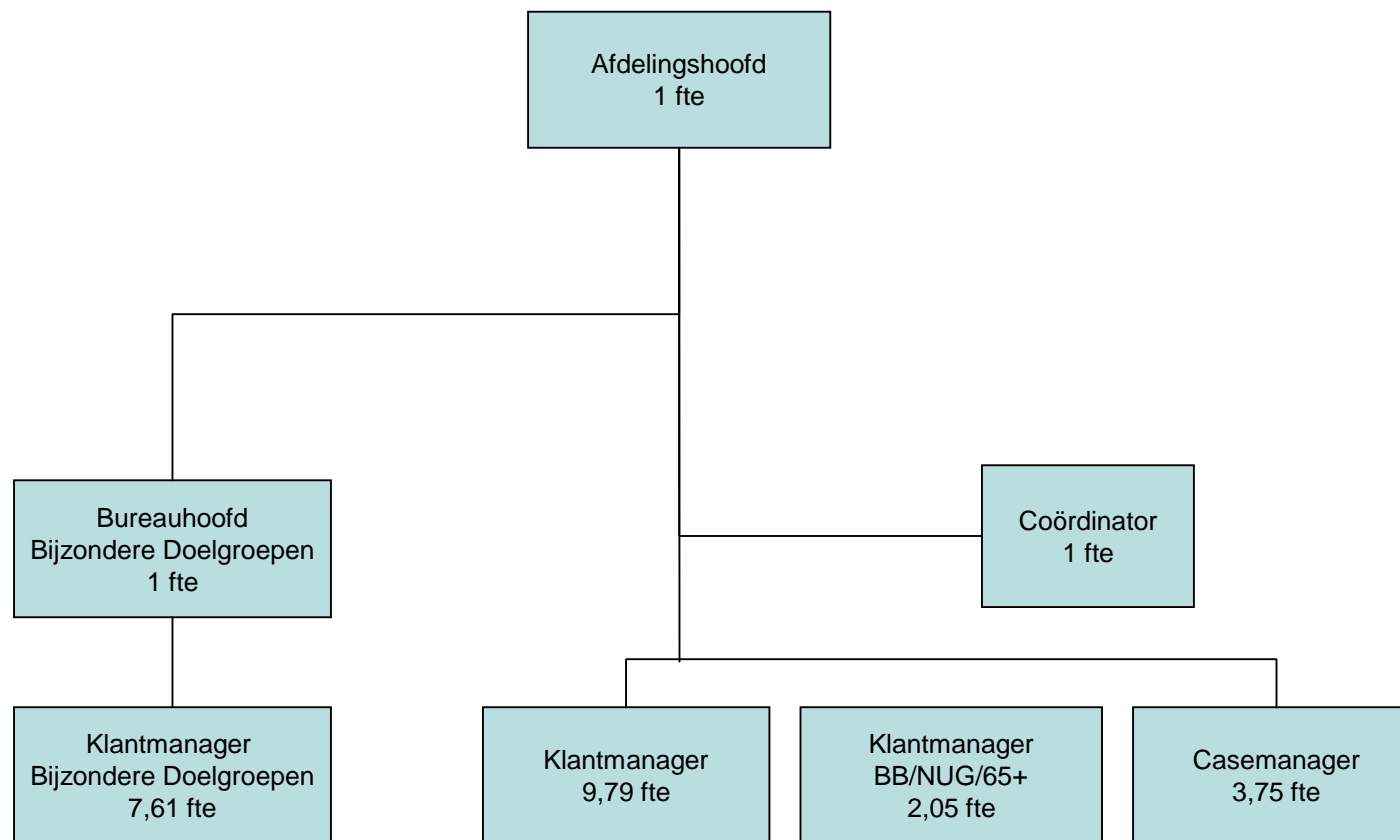 Afdelingshoofd
1 fte
Bureauhoofd
Bijzondere Doelgroepen
1 fte
Coördinator
1 fte
Klantmanager
Bijzondere Doelgroepen
7,61 fte
Klantmanager
9,79 fte
Klantmanager
BB/NUG/65+
2,05 fte
Casemanager
3,75 fte